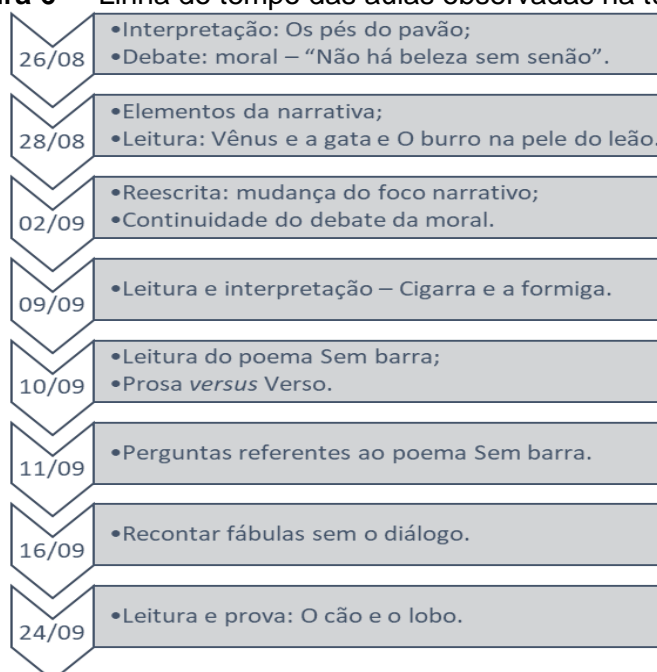 Linha do tempo das aulas observadas na
26/08
•Interpretação: Os pés do pavão;
•Debate: moral – “Não há beleza sem senão”.
28/08
•Elementos da narrativa;
•Leitura: Vênus e a gata e O burro na pele do leão.
02/09
•Reescrita: mudança do foco narrativo;
•Continuidade do debate da moral.
09/09
•Leitura e interpretação – Cigarra e a formiga.
10/09
•Leitura do poema Sem barra;
•Prosa versus Verso.
11/09
•Perguntas referentes ao poema Sem barra.
16/09
•Recontar fábulas sem o diálogo.
24/09
•Leitura e prova: O cão e o lobo.